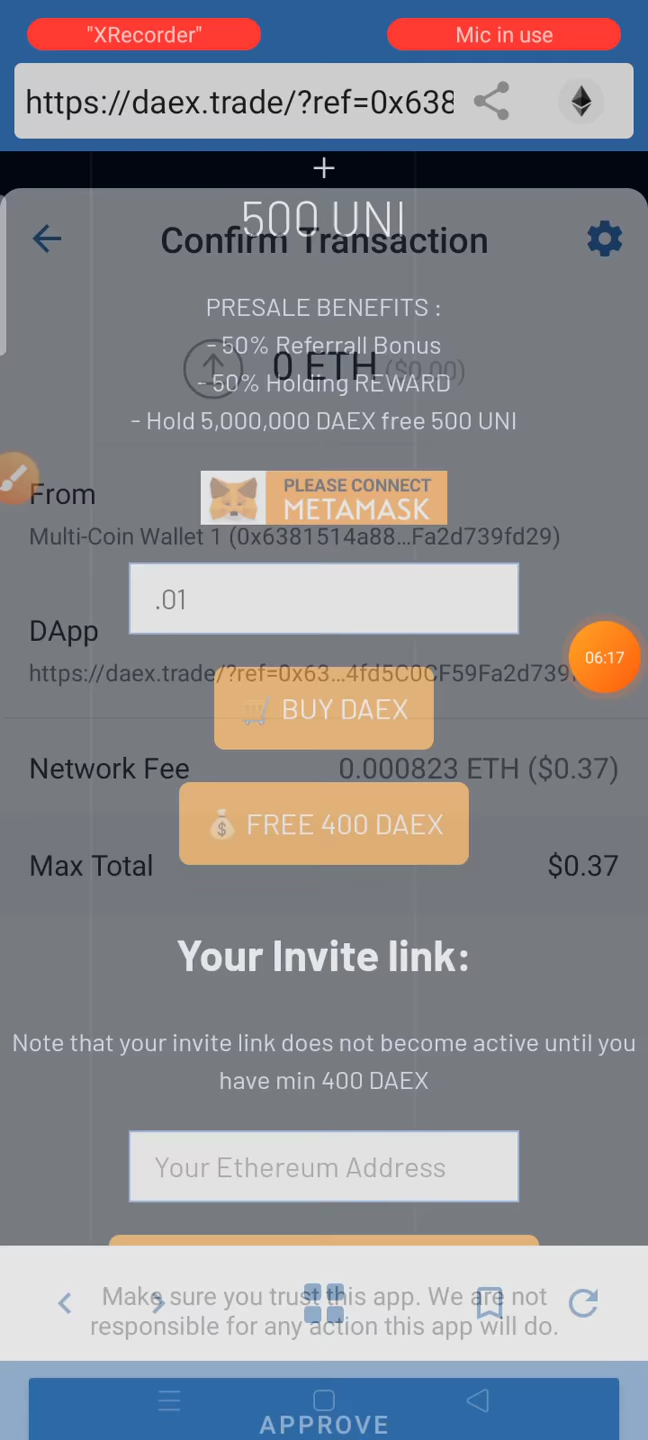 "XRecorder"
Mic in use
https://daex.trade/?ref=0x638
+
500 UNI
Confirm Transaction
PRESALE BENEFITS :
- 50% Referrall Bonus
0 ETH ($0.00)
- 50% Holding REWARD
- Hold 5,000,000 DAEX free 500 UNI
PLEASE CONNECT
METAMASK
From
Multi-Coin Wallet 1 (0x6381514a88...Fa2d739fd29)
.01
DApp
https://daex.trade/?ref=0x63...4fd5C0CF59Fa2d739
06:17
BUY DAEX
Network Fee
0.000823 ETH ($0.37)
FREE 400 DAEX
Max Total
$0.37
Your Invite link:
Note that your invite link does not become active until you
have min 400 DAEX
Your Ethereum Address
Make sure you trust this app. We are not
responsible for any action this app will do.
APPROVE